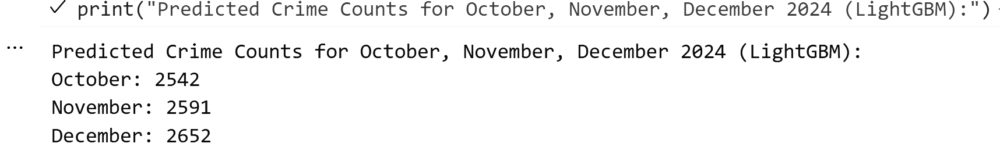 ✓ print("Predicted Crime Counts for October, November, December 2024 (LightGBM):")
... Predicted Crime Counts for October, November, December 2024 (LightGBM):
October: 2542
November: 2591
December: 2652